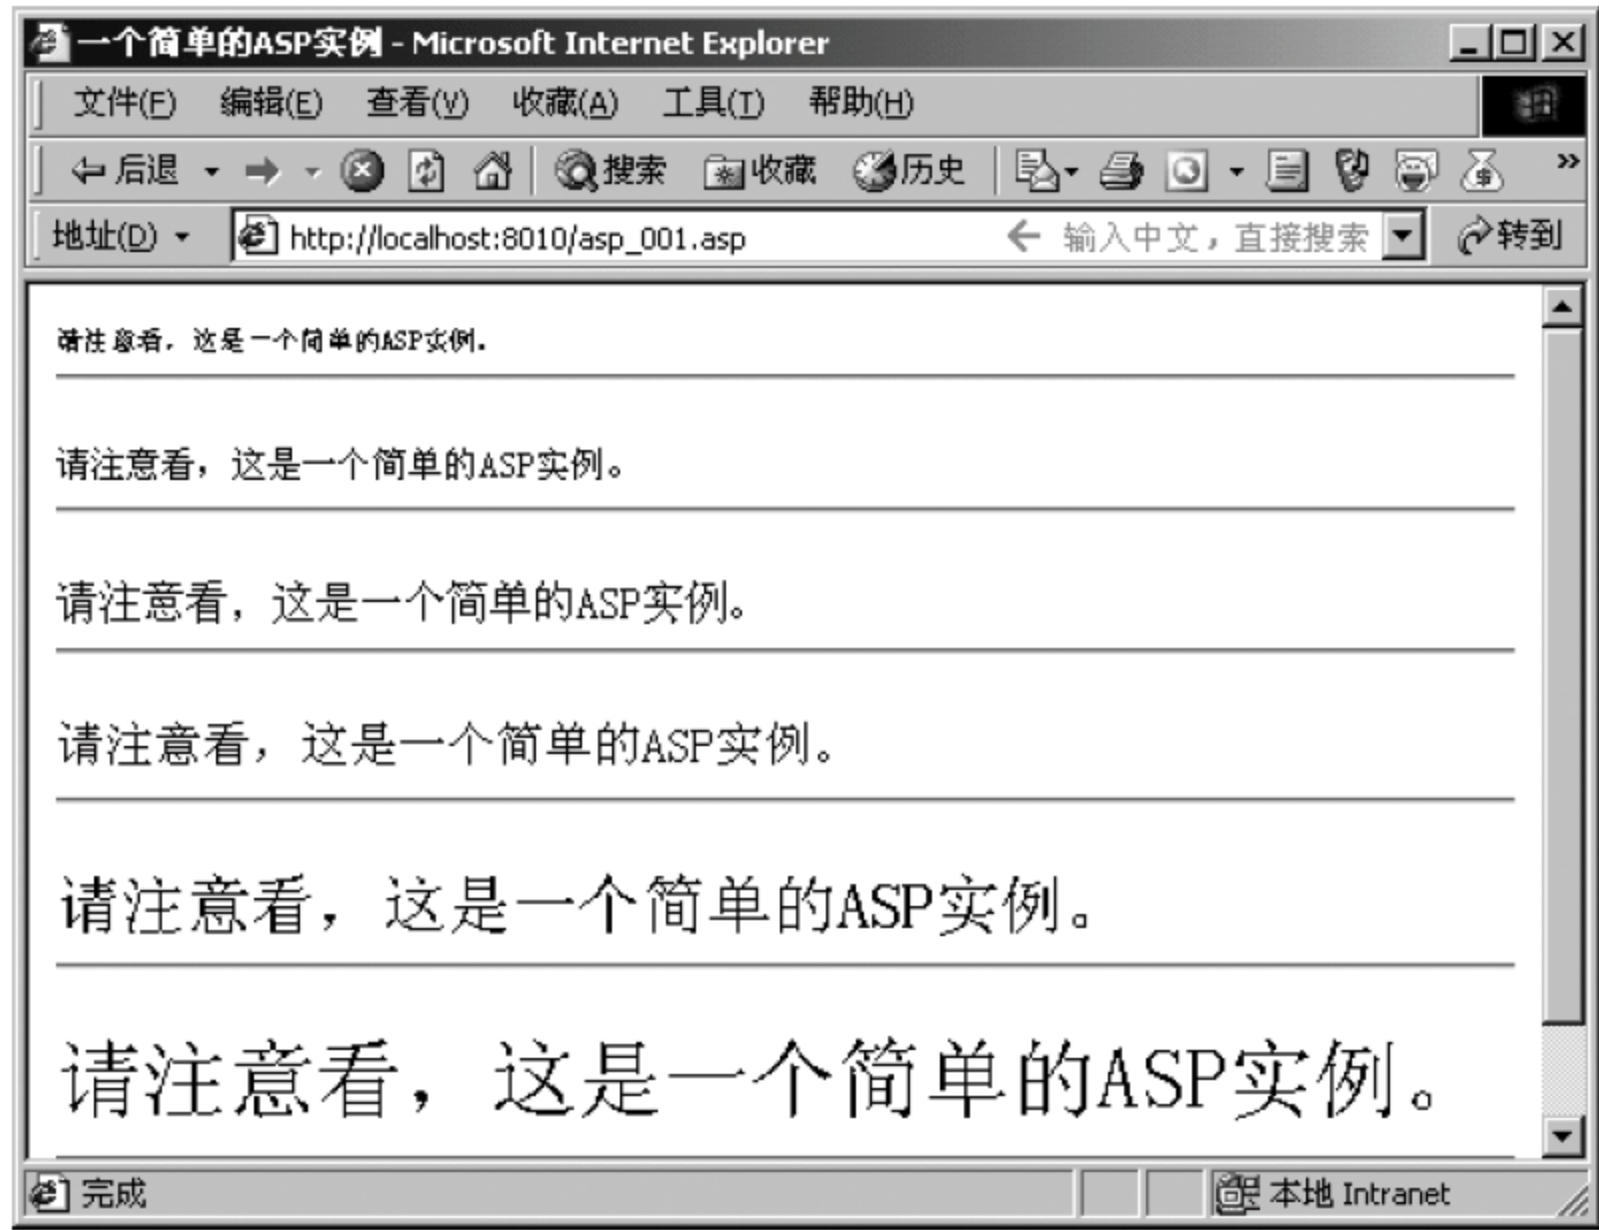 一个简单的ASP实例 - Microsoft Internet Explorer
文件(F) 编辑(E) 查看(V) 收藏(A) 工具(T) 帮助(H)
后退 搜索 收藏 历史 »
地址(D) http://localhost:8010/asp_001.asp 输入中文，直接搜索 转到
请注意看，这是一个简单的ASP实例。
请注意看，这是一个简单的ASP实例。
请注意看，这是一个简单的ASP实例。
请注意看，这是一个简单的ASP实例。
请注意看，这是一个简单的ASP实例。
请注意看，这是一个简单的ASP实例。
完成 本地 Intranet